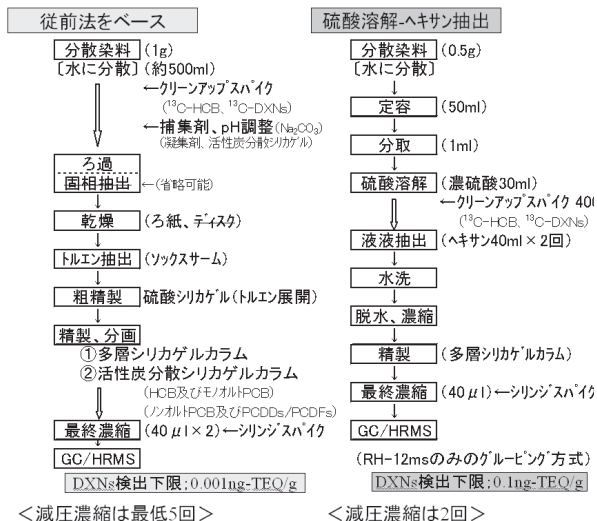 従前法をベース
分散染料 (1g)
〔水に分散〕(約500ml)
←クリーンアップスパイク
(¹³C-HCB、¹³C-DXNs)
←捕集剤、pH調整(Na₂CO₃)
(凝集剤、活性炭分散シリカゲル)
ろ過
固相抽出 ←(省略可能)
乾燥 (ろ紙、ディスク)
トルエン抽出 (ソックスサーム)
粗精製 硫酸シリカゲル(トルエン展開)
精製、分画
①多層シリカゲルカラム
②活性炭分散シリカゲルカラム
(HCB及びモノオルトPCB)
(ノンオルトPCB及びPCDDs/PCDFs)
最終濃縮 (40μl×2)←シリンジスパイク
GC/HRMS
DXNs検出下限;0.001ng-TEQ/g
<減圧濃縮は最低5回>
硫酸溶解-ヘキサン抽出
分散染料 (0.5g)
〔水に分散〕
定容 (50ml)
分取 (1ml)
硫酸溶解 (濃硫酸30ml)
←クリーンアップスパイク 400
(¹³C-HCB、¹³C-DXNs)
液液抽出 (ヘキサン40ml×2回)
水洗
脱水、濃縮
精製 (多層シリカゲルカラム)
最終濃縮 (40μl)←シリンジスパイク
GC/HRMS
(RH-12msのみのグルーピング方式)
DXNs検出下限;0.1ng-TEQ/g
<減圧濃縮は2回>